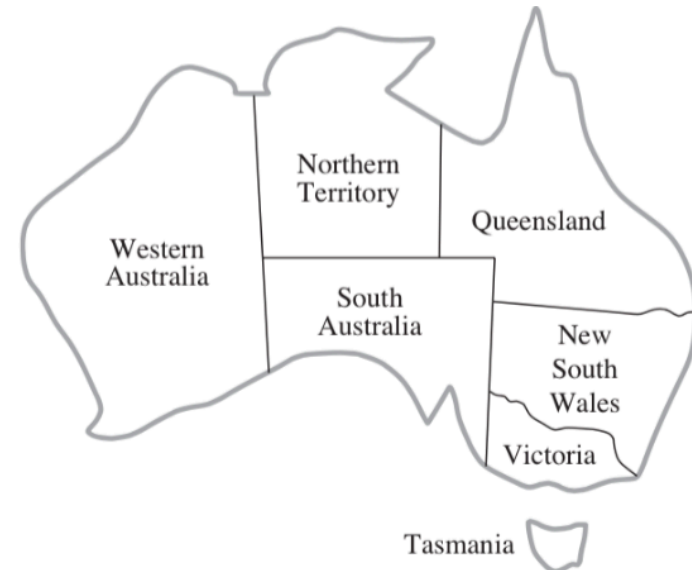 Northern
Territory
Queensland
Western
Australia
South
Australia
New
South
Wales
Victoria
Tasmania